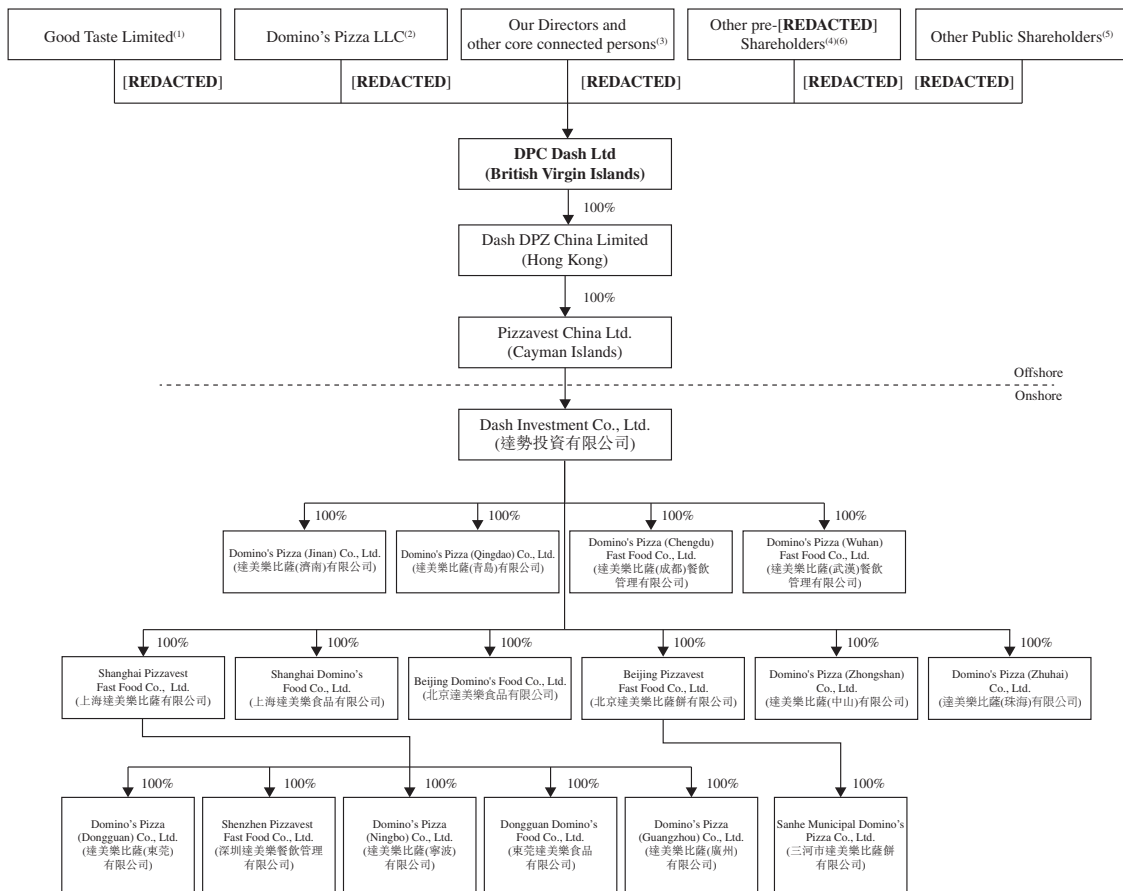 Good Taste Limited(1)
Domino's Pizza LLC(2)
Our Directors and
other core connected persons(3)
Other pre-[REDACTED]
Shareholders(4)(6)
Other Public Shareholders(5)
[REDACTED]
[REDACTED]
[REDACTED]
[REDACTED]
[REDACTED]
DPC Dash Ltd
(British Virgin Islands)
100%
Dash DPZ China Limited
(Hong Kong)
100%
Pizzavest China Ltd.
(Cayman Islands)
Offshore
Onshore
Dash Investment Co., Ltd.
(達勢投資有限公司)
100%
100%
100%
100%
Domino's Pizza (Jinan) Co., Ltd.
(達美樂比薩(濟南)有限公司)
Domino's Pizza (Qingdao) Co., Ltd.
(達美樂比薩(青島)有限公司)
Domino's Pizza (Chengdu)
Fast Food Co., Ltd.
(達美樂比薩(成都)餐飲
管理有限公司)
Domino's Pizza (Wuhan)
Fast Food Co., Ltd.
(達美樂比薩(武漢)餐飲
管理有限公司)
100%
100%
100%
100%
100%
100%
Shanghai Pizzavest
Fast Food Co., Ltd.
(上海達美樂比薩有限公司)
Shanghai Domino's
Food Co., Ltd.
(上海達美樂食品有限公司)
Beijing Domino's Food Co., Ltd.
(北京達美樂食品有限公司)
Beijing Pizzavest
Fast Food Co., Ltd.
(北京達美樂比薩餅有限公司)
Domino's Pizza (Zhongshan)
Co., Ltd.
(達美樂比薩(中山)有限公司)
Domino's Pizza (Zhuhai)
Co., Ltd.
(達美樂比薩(珠海)有限公司)
100%
100%
100%
100%
100%
100%
Domino's Pizza
(Dongguan) Co., Ltd.
(達美樂比薩(東莞)
有限公司)
Shenzhen Pizzavest
Fast Food Co., Ltd.
(深圳達美樂餐飲管理
有限公司)
Domino's Pizza
(Ningbo) Co., Ltd.
(達美樂比薩(寧波)
有限公司)
Dongguan Domino's
Food Co., Ltd.
(東莞達美樂食品
有限公司)
Domino's Pizza
(Guangzhou) Co., Ltd.
(達美樂比薩(廣州)
有限公司)
Sanhe Municipal Domino's
Pizza Co., Ltd.
(三河市達美樂比薩餅
有限公司)